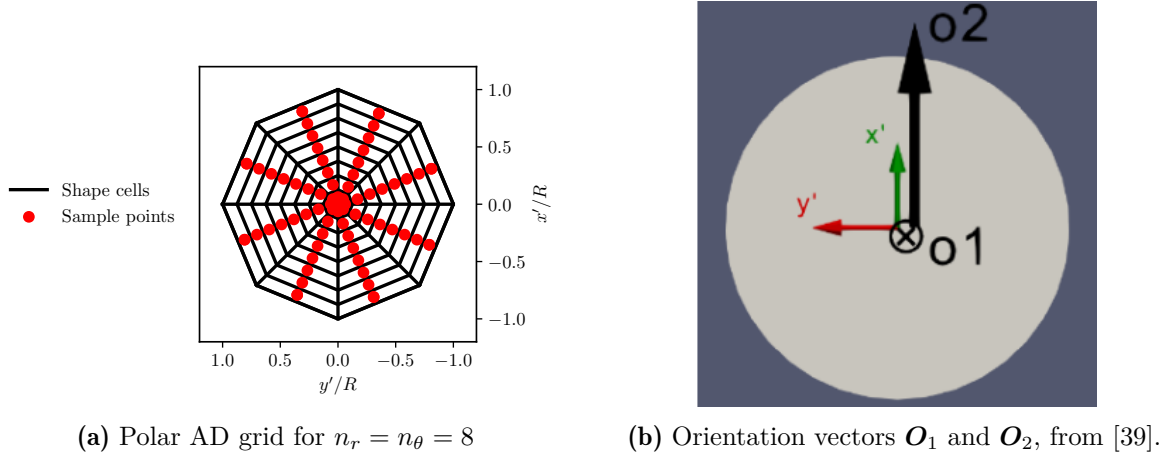 Shape cells
Sample points
1.0
0.5
0.0
−0.5
−1.0
x′/R
1.0
0.5
0.0
−0.5
−1.0
y′/R
(a) Polar AD grid for n_r = n_θ = 8
o2
x'
y'
o1
(b) Orientation vectors O_1 and O_2, from [39].